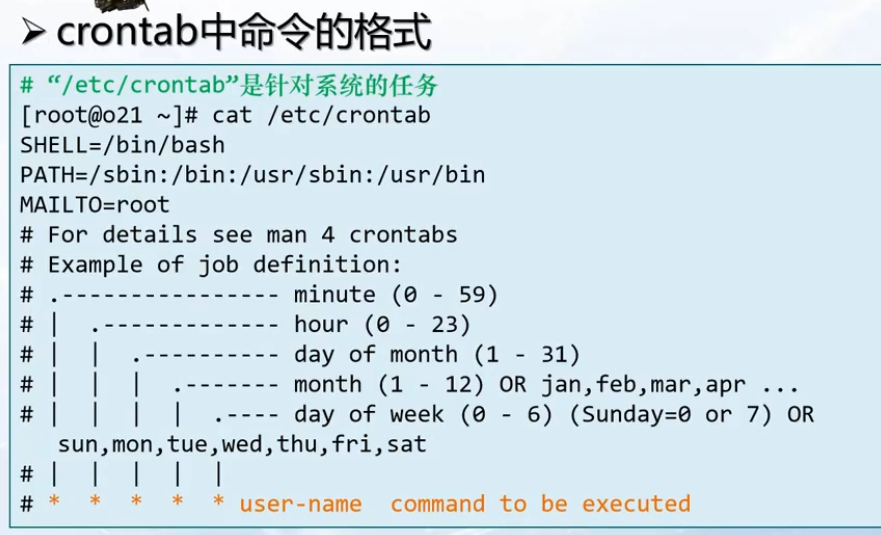 ➢ crontab中命令的格式
# “/etc/crontab”是针对系统的任务
[root@o21 ~]# cat /etc/crontab
SHELL=/bin/bash
PATH=/sbin:/bin:/usr/sbin:/usr/bin
MAILTO=root
# For details see man 4 crontabs
# Example of job definition:
# .---------------- minute (0 - 59)
# |  .------------- hour (0 - 23)
# |  |  .---------- day of month (1 - 31)
# |  |  |  .------- month (1 - 12) OR jan,feb,mar,apr ...
# |  |  |  |  .---- day of week (0 - 6) (Sunday=0 or 7) OR
sun,mon,tue,wed,thu,fri,sat
# |  |  |  |  |
# *  *  *  *  * user-name  command to be executed